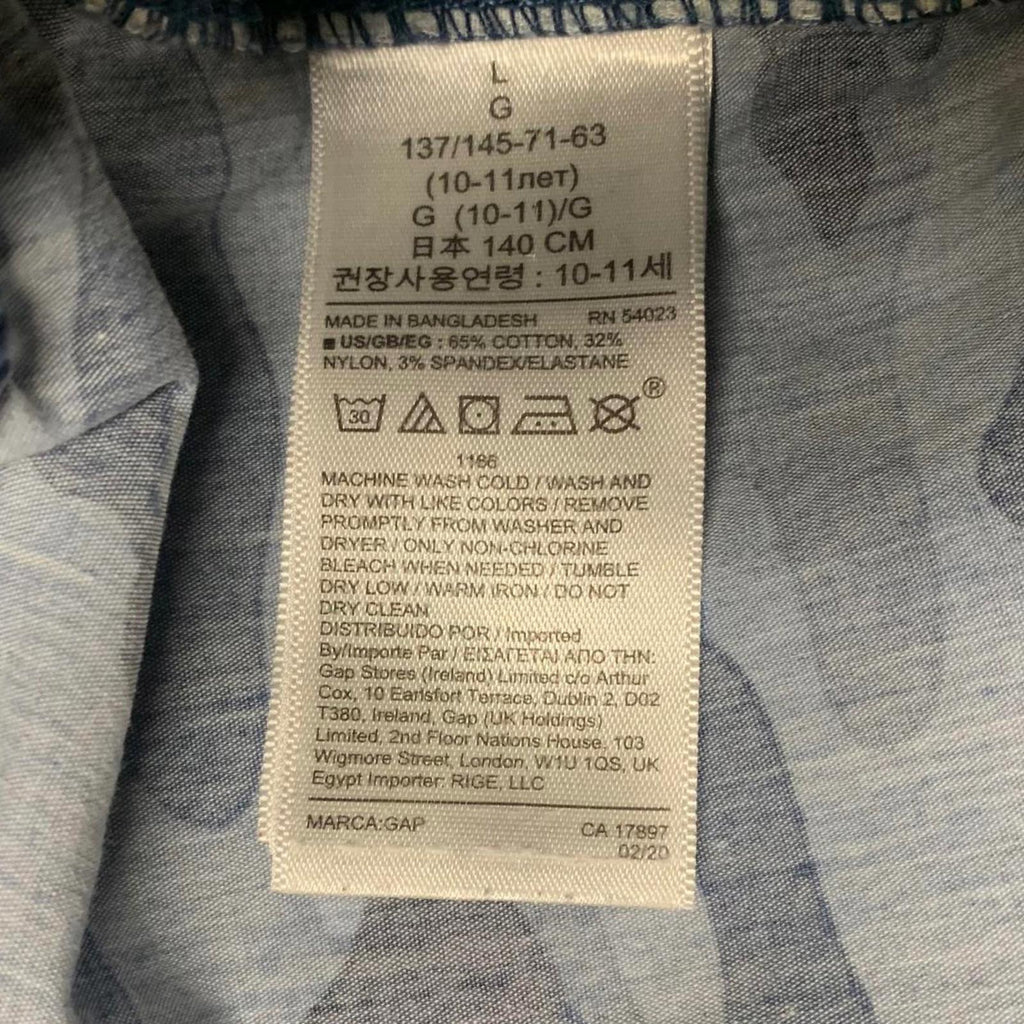 L
G
137/145-71-63
(10-11лет)
G (10-11)/G
日本 140 CM
권장사용연령 : 10-11세
MADE IN BANGLADESH RN 54023
US/GB/EG : 65% COTTON, 32%
NYLON, 3% SPANDEX/ELASTANE
30 ®
1166
MACHINE WASH COLD / WASH AND
DRY WITH LIKE COLORS / REMOVE
PROMPTLY FROM WASHER AND
DRYER / ONLY NON-CHLORINE
BLEACH WHEN NEEDED / TUMBLE
DRY LOW / WARM IRON / DO NOT
DRY CLEAN
DISTRIBUIDO POR / Imported
By/Importe Par / ΕΙΣΑΓΕΤΑΙ ΑΠΟ ΤΗΝ:
Gap Stores (Ireland) Limited c/o Arthur
Cox, 10 Earlsfort Terrace, Dublin 2, D02
T380, Ireland, Gap (UK Holdings)
Limited, 2nd Floor Nations House, 103
Wigmore Street, London, W1U 1QS, UK
Egypt Importer: RIGE, LLC
MARCA:GAP CA 17897
02/20